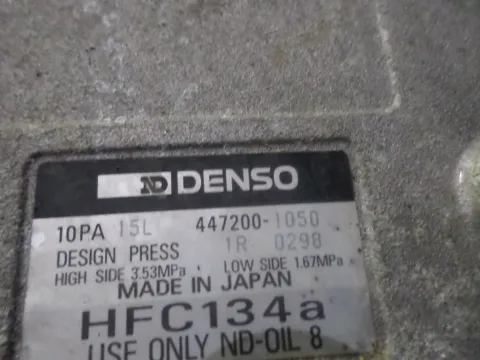 ND DENSO
10PA 15L 447200-1050
DESIGN PRESS 1R 0298
HIGH SIDE 3.53MPa LOW SIDE 1.67MPa
MADE IN JAPAN
HFC134a
USE ONLY ND-OIL 8